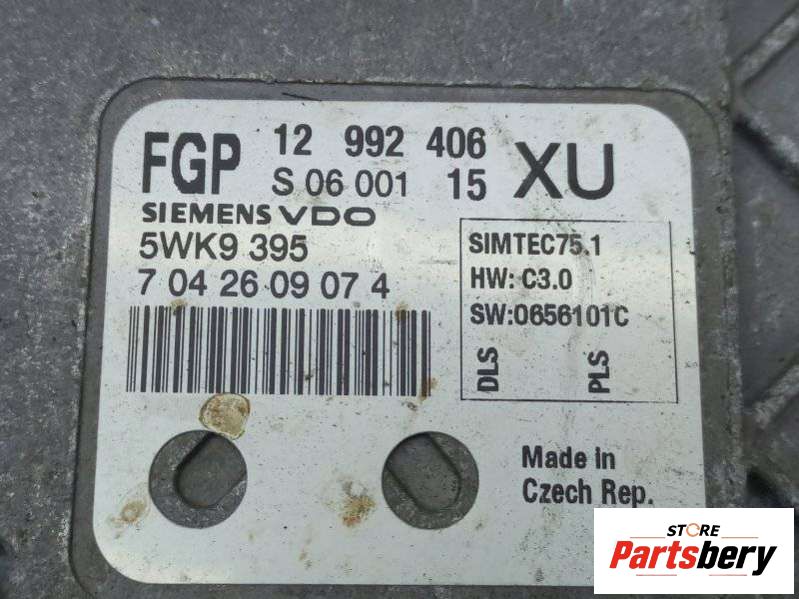 FGP 12 992 406 XU
S 06 001 15
SIEMENS VDO
5WK9 395
7 04 26 09 07 4
SIMTEC75.1
HW: C3.0
SW:0656101C
DLS PLS
Made in
Czech Rep.
STORE
Partsbery